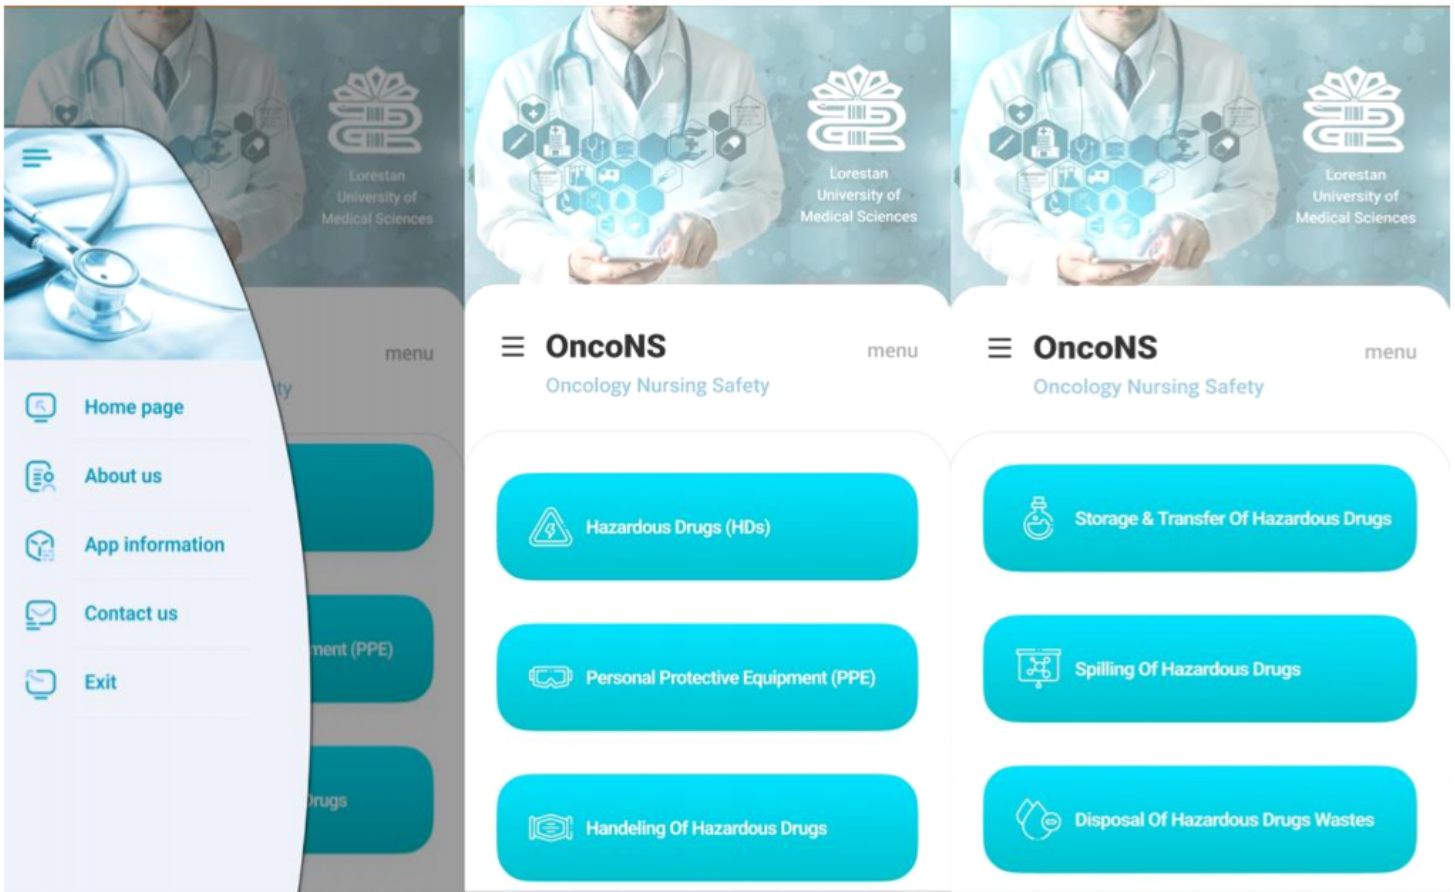 Lorestan
University of
Medical Sciences
menu
ty
Home page
About us
App information
Contact us
Exit
ment (PPE)
Drugs
Lorestan
University of
Medical Sciences
OncoNS
menu
Oncology Nursing Safety
Hazardous Drugs (HDs)
Personal Protective Equipment (PPE)
Handeling Of Hazardous Drugs
Lorestan
University of
Medical Sciences
OncoNS
menu
Oncology Nursing Safety
Storage & Transfer Of Hazardous Drugs
Spilling Of Hazardous Drugs
Disposal Of Hazardous Drugs Wastes